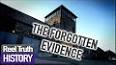 THE FORGOTTEN
EVIDENCE
Reel Truth
HISTORY